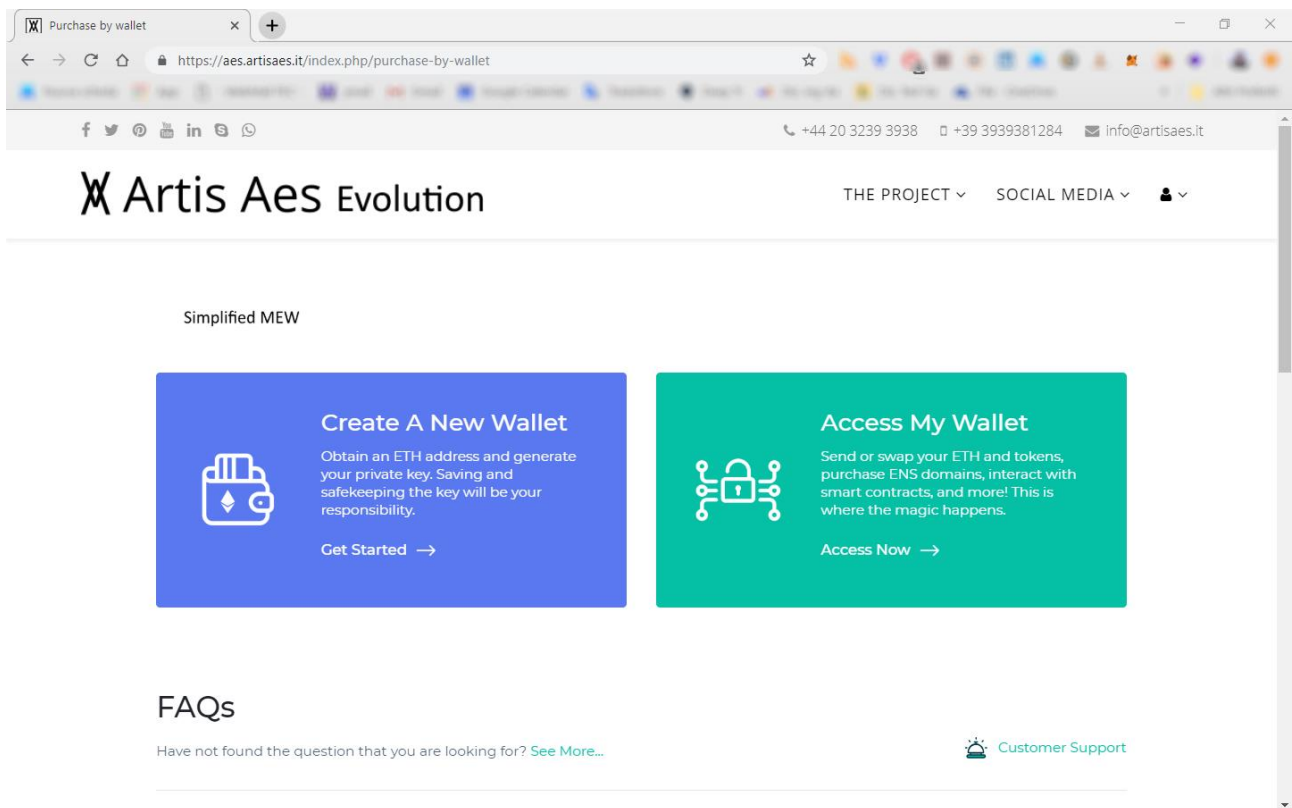 Purchase by wallet
https://aes.artisaes.it/index.php/purchase-by-wallet
+44 20 3239 3938 +39 3939381284 info@artisaes.it
Artis Aes Evolution
THE PROJECT SOCIAL MEDIA
Simplified MEW
Create A New Wallet
Obtain an ETH address and generate
your private key. Saving and
safekeeping the key will be your
responsibility.
Get Started →
Access My Wallet
Send or swap your ETH and tokens,
purchase ENS domains, interact with
smart contracts, and more! This is
where the magic happens.
Access Now →
FAQs
Have not found the question that you are looking for? See More...
Customer Support